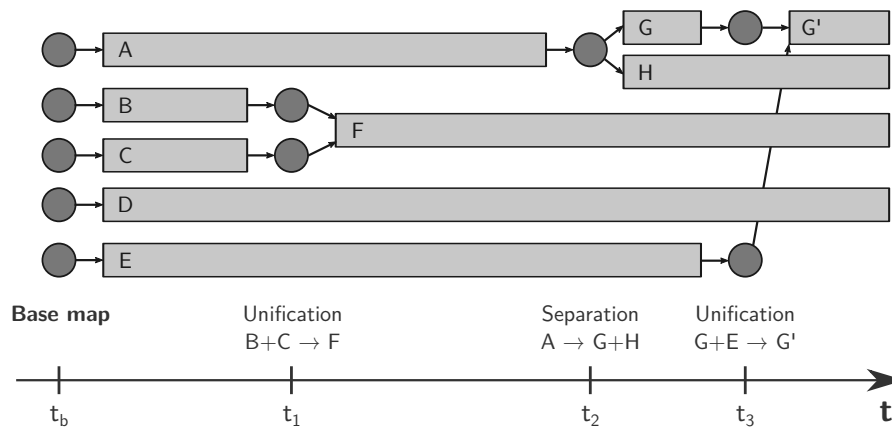 G
G'
A
H
B
F
C
D
E
Base map
Unification
B+C → F
Separation
A → G+H
Unification
G+E → G'
t_b
t_1
t_2
t_3
t